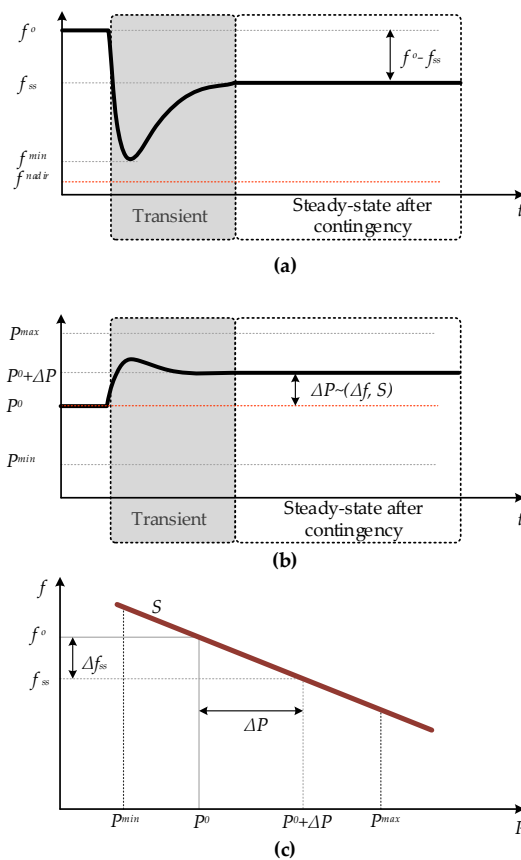 f⁰
f⁰– fₛₛ
fₛₛ
fᵐⁱⁿ
fⁿᵃᵈⁱʳ
Transient
Steady-state after
contingency
t
(a)
Pᵐᵃˣ
P⁰+ΔP
ΔP~(Δf, S)
P⁰
Pᵐⁱⁿ
Transient
Steady-state after
contingency
t
(b)
f
S
f⁰
Δfₛₛ
fₛₛ
ΔP
Pᵐⁱⁿ
P⁰
P⁰+ΔP
Pᵐᵃˣ
P
(c)